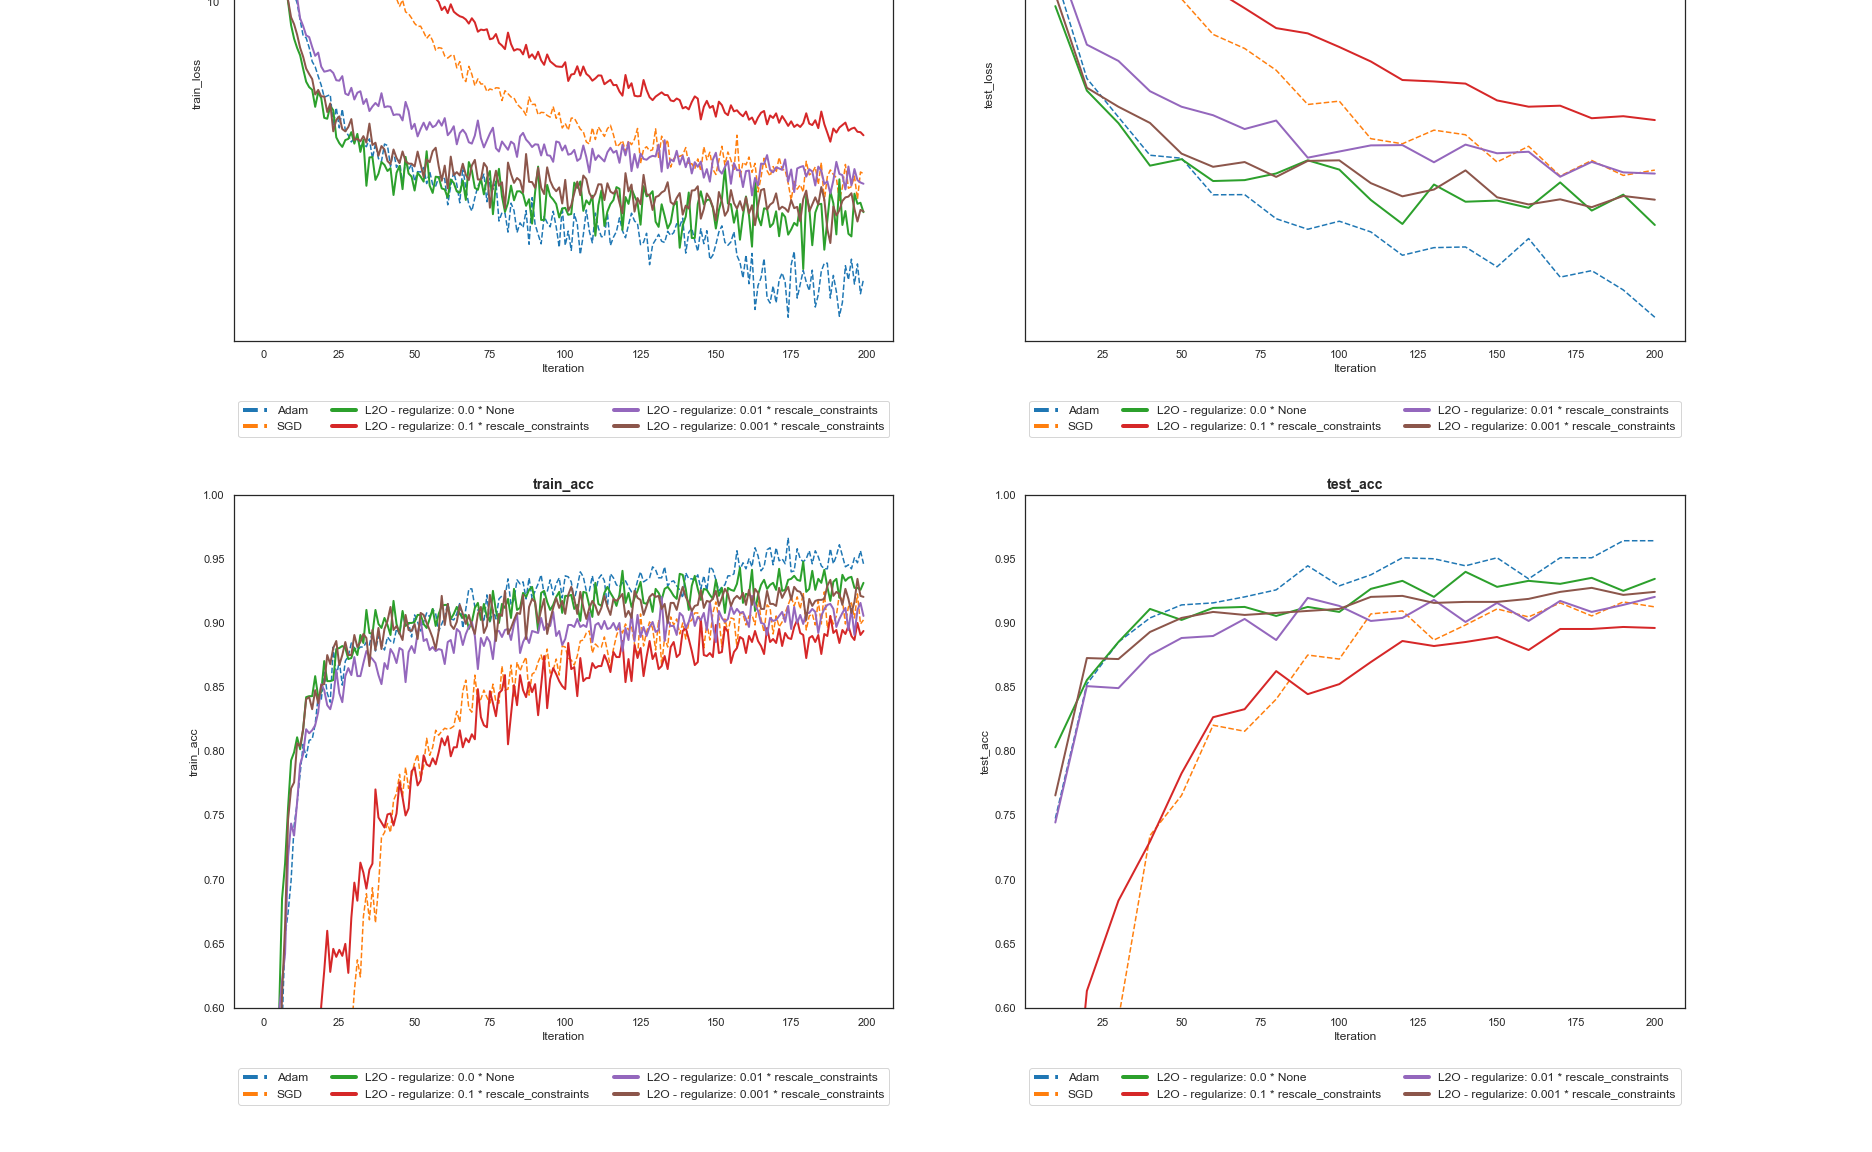 10
train_loss
test_loss
0 25 50 75 100 125 150 175 200
25 50 75 100 125 150 175 200
Iteration
Iteration
Adam L2O - regularize: 0.0 * None L2O - regularize: 0.01 * rescale_constraints
SGD L2O - regularize: 0.1 * rescale_constraints L2O - regularize: 0.001 * rescale_constraints
Adam L2O - regularize: 0.0 * None L2O - regularize: 0.01 * rescale_constraints
SGD L2O - regularize: 0.1 * rescale_constraints L2O - regularize: 0.001 * rescale_constraints
train_acc
1.00
0.95
0.90
0.85
0.80
0.75
0.70
0.65
0.60
train_acc
0 25 50 75 100 125 150 175 200
Iteration
Adam L2O - regularize: 0.0 * None L2O - regularize: 0.01 * rescale_constraints
SGD L2O - regularize: 0.1 * rescale_constraints L2O - regularize: 0.001 * rescale_constraints
test_acc
1.00
0.95
0.90
0.85
0.80
0.75
0.70
0.65
0.60
test_acc
25 50 75 100 125 150 175 200
Iteration
Adam L2O - regularize: 0.0 * None L2O - regularize: 0.01 * rescale_constraints
SGD L2O - regularize: 0.1 * rescale_constraints L2O - regularize: 0.001 * rescale_constraints